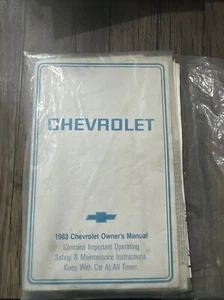 CHEVROLET
1983 Chevrolet Owner's Manual
Contains Important Operating
Safety & Maintenance Instructions
Keep With Car At All Times